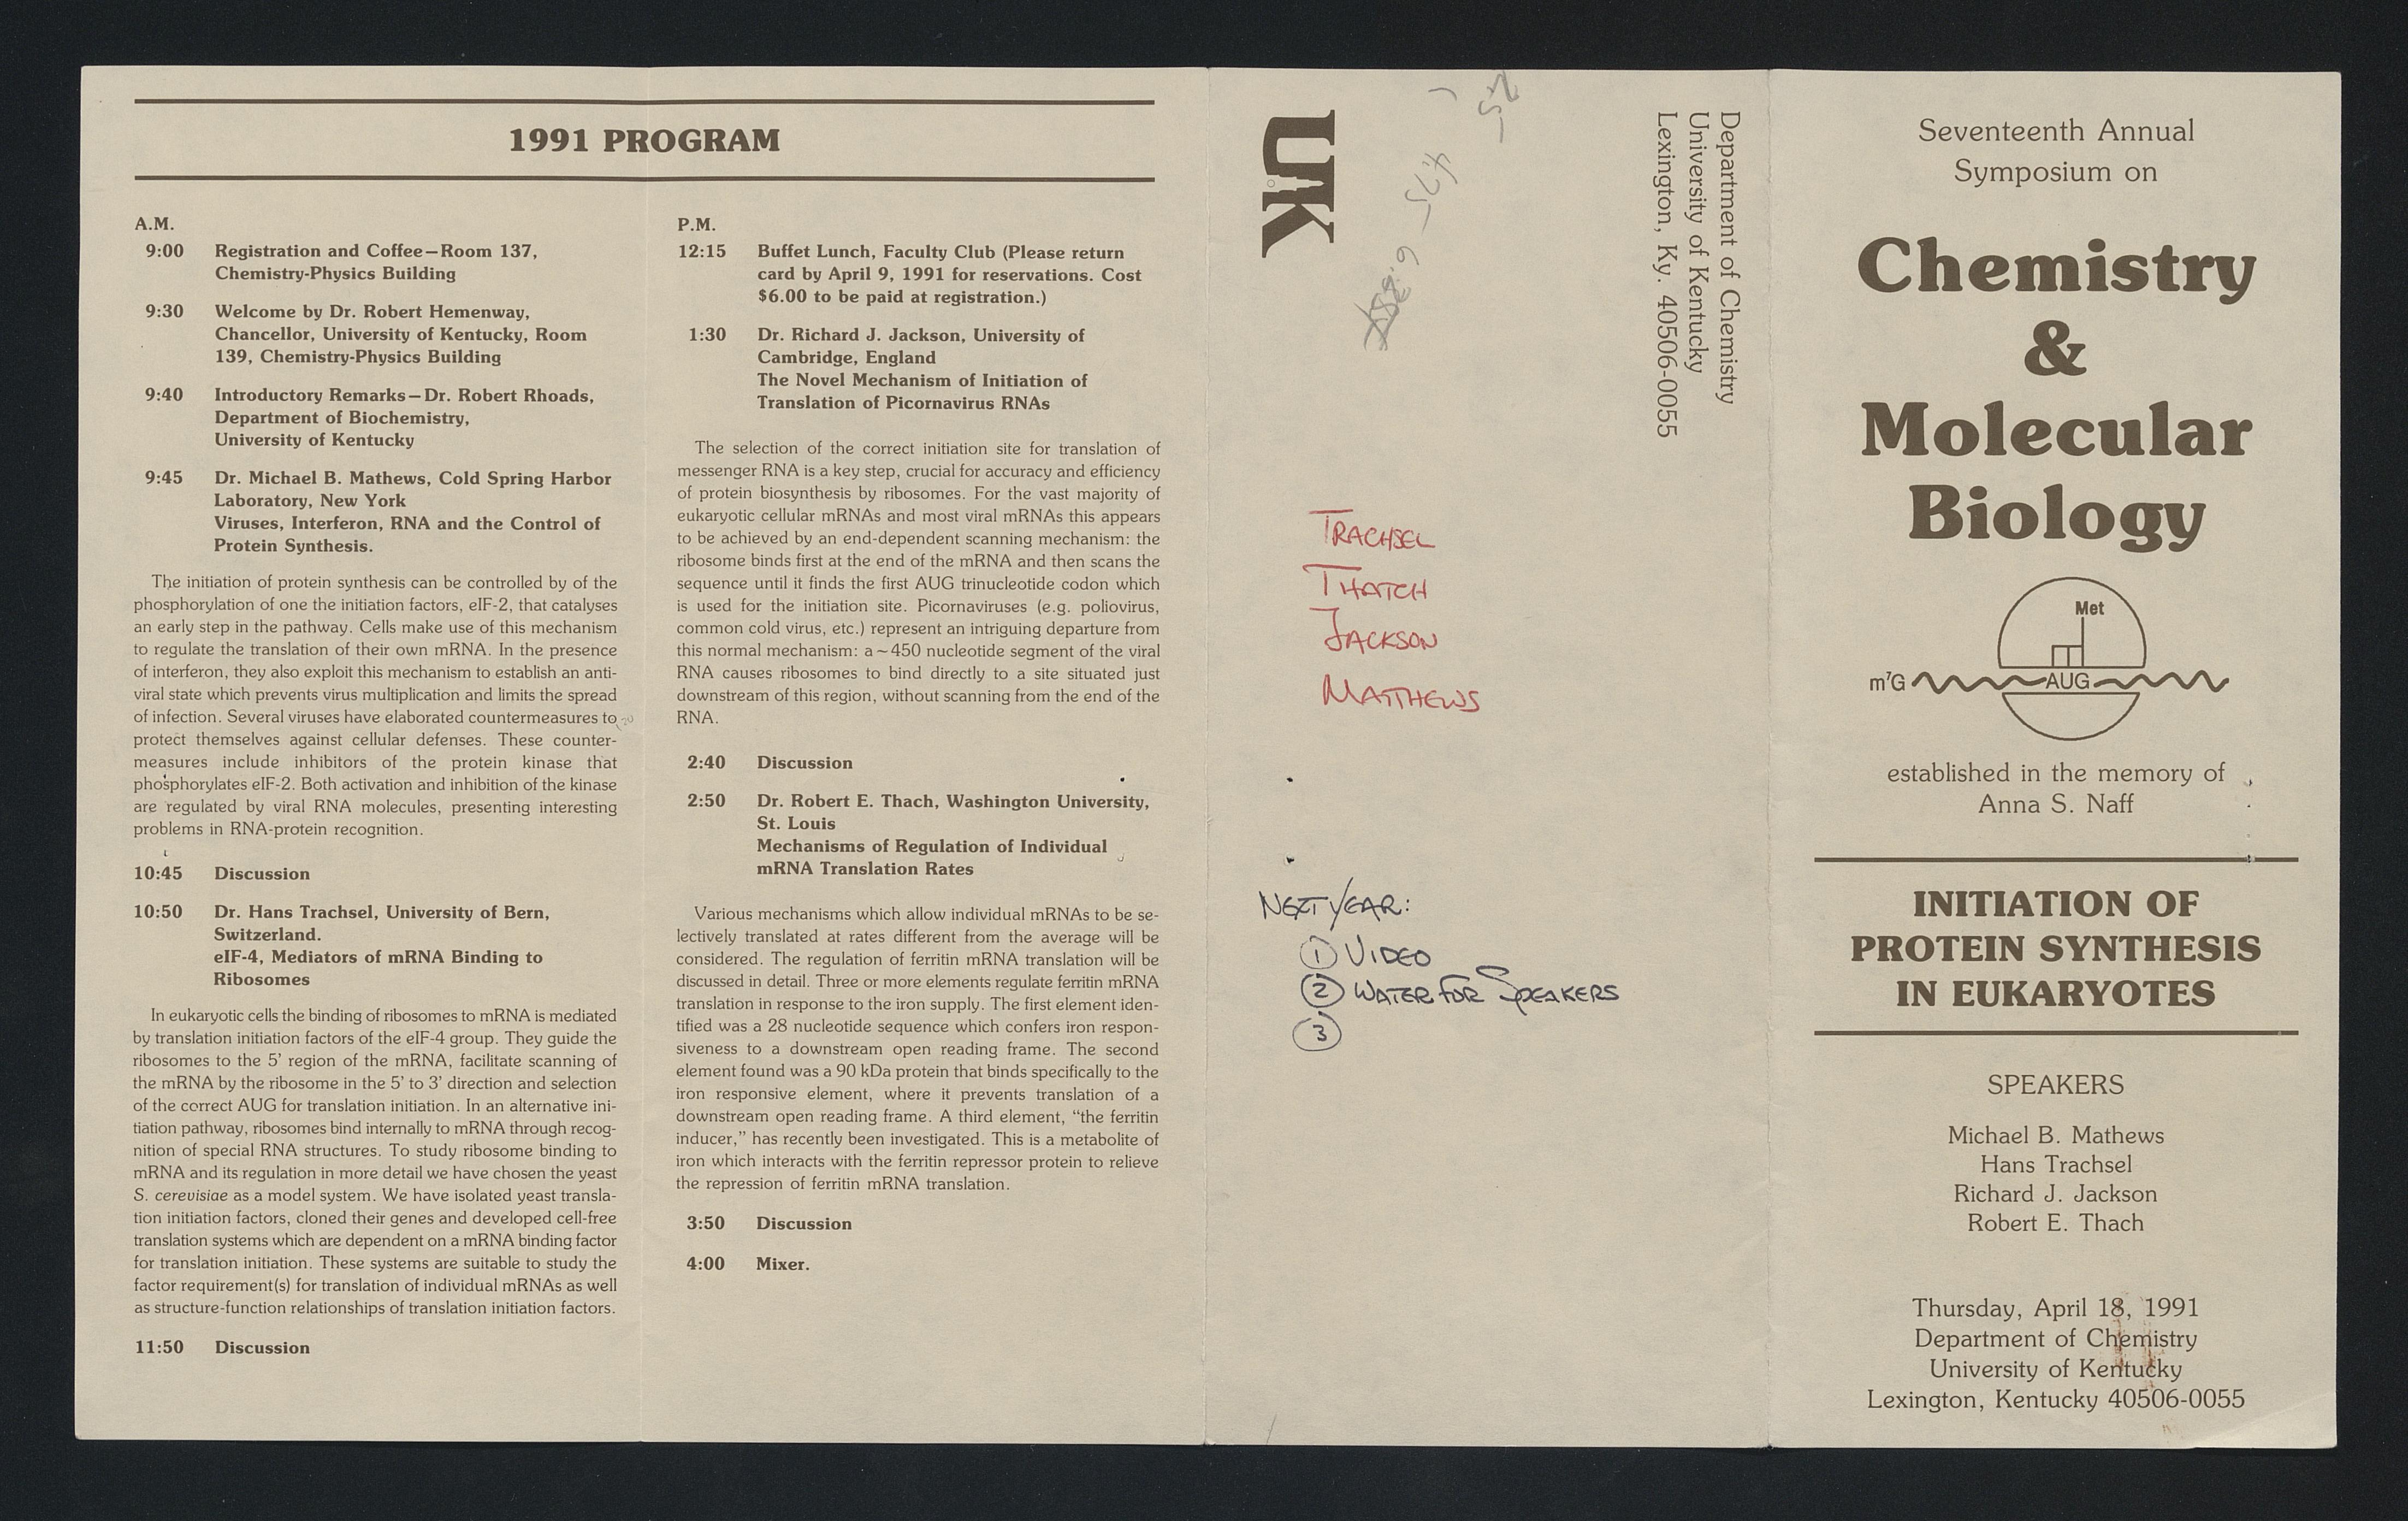 1991 PROGRAM
A.M.
9:00 Registration and Coffee—Room 137,
Chemistry-Physics Building
9:30 Welcome by Dr. Robert Hemenway,
Chancellor, University of Kentucky, Room
139, Chemistry-Physics Building
9:40 Introductory Remarks—Dr. Robert Rhoads,
Department of Biochemistry,
University of Kentucky
9:45 Dr. Michael B. Mathews, Cold Spring Harbor
Laboratory, New York
Viruses, Interferon, RNA and the Control of
Protein Synthesis.
The initiation of protein synthesis can be controlled by of the
phosphorylation of one the initiation factors, eIF-2, that catalyses
an early step in the pathway. Cells make use of this mechanism
to regulate the translation of their own mRNA. In the presence
of interferon, they also exploit this mechanism to establish an anti-
viral state which prevents virus multiplication and limits the spread
of infection. Several viruses have elaborated countermeasures to
protect themselves against cellular defenses. These counter-
measures include inhibitors of the protein kinase that
phosphorylates eIF-2. Both activation and inhibition of the kinase
are regulated by viral RNA molecules, presenting interesting
problems in RNA-protein recognition.
10:45 Discussion
10:50 Dr. Hans Trachsel, University of Bern,
Switzerland.
eIF-4, Mediators of mRNA Binding to
Ribosomes
In eukaryotic cells the binding of ribosomes to mRNA is mediated
by translation initiation factors of the eIF-4 group. They guide the
ribosomes to the 5' region of the mRNA, facilitate scanning of
the mRNA by the ribosome in the 5' to 3' direction and selection
of the correct AUG for translation initiation. In an alternative ini-
tiation pathway, ribosomes bind internally to mRNA through recog-
nition of special RNA structures. To study ribosome binding to
mRNA and its regulation in more detail we have chosen the yeast
S. cerevisiae as a model system. We have isolated yeast transla-
tion initiation factors, cloned their genes and developed cell-free
translation systems which are dependent on a mRNA binding factor
for translation initiation. These systems are suitable to study the
factor requirement(s) for translation of individual mRNAs as well
as structure-function relationships of translation initiation factors.
11:50 Discussion
P.M.
12:15 Buffet Lunch, Faculty Club (Please return
card by April 9, 1991 for reservations. Cost
$6.00 to be paid at registration.)
1:30 Dr. Richard J. Jackson, University of
Cambridge, England
The Novel Mechanism of Initiation of
Translation of Picornavirus RNAs
The selection of the correct initiation site for translation of
messenger RNA is a key step, crucial for accuracy and efficiency
of protein biosynthesis by ribosomes. For the vast majority of
eukaryotic cellular mRNAs and most viral mRNAs this appears
to be achieved by an end-dependent scanning mechanism: the
ribosome binds first at the end of the mRNA and then scans the
sequence until it finds the first AUG trinucleotide codon which
is used for the initiation site. Picornaviruses (e.g. poliovirus,
common cold virus, etc.) represent an intriguing departure from
this normal mechanism: a ~450 nucleotide segment of the viral
RNA causes ribosomes to bind directly to a site situated just
downstream of this region, without scanning from the end of the
RNA.
2:40 Discussion
2:50 Dr. Robert E. Thach, Washington University,
St. Louis
Mechanisms of Regulation of Individual
mRNA Translation Rates
Various mechanisms which allow individual mRNAs to be se-
lectively translated at rates different from the average will be
considered. The regulation of ferritin mRNA translation will be
discussed in detail. Three or more elements regulate ferritin mRNA
translation in response to the iron supply. The first element iden-
tified was a 28 nucleotide sequence which confers iron respon-
siveness to a downstream open reading frame. The second
element found was a 90 kDa protein that binds specifically to the
iron responsive element, where it prevents translation of a
downstream open reading frame. A third element, "the ferritin
inducer," has recently been investigated. This is a metabolite of
iron which interacts with the ferritin repressor protein to relieve
the repression of ferritin mRNA translation.
3:50 Discussion
4:00 Mixer.
UK
Department of Chemistry
University of Kentucky
Lexington, Ky. 40506-0055
TRACHSEL
THATCH
JACKSON
MATTHEWS
NEXT YEAR:
1 VIDEO
2 WATER FOR SPEAKERS
3
Seventeenth Annual
Symposium on
Chemistry
&
Molecular
Biology
Met
m7G AUG
established in the memory of
Anna S. Naff
INITIATION OF
PROTEIN SYNTHESIS
IN EUKARYOTES
SPEAKERS
Michael B. Mathews
Hans Trachsel
Richard J. Jackson
Robert E. Thach
Thursday, April 18, 1991
Department of Chemistry
University of Kentucky
Lexington, Kentucky 40506-0055